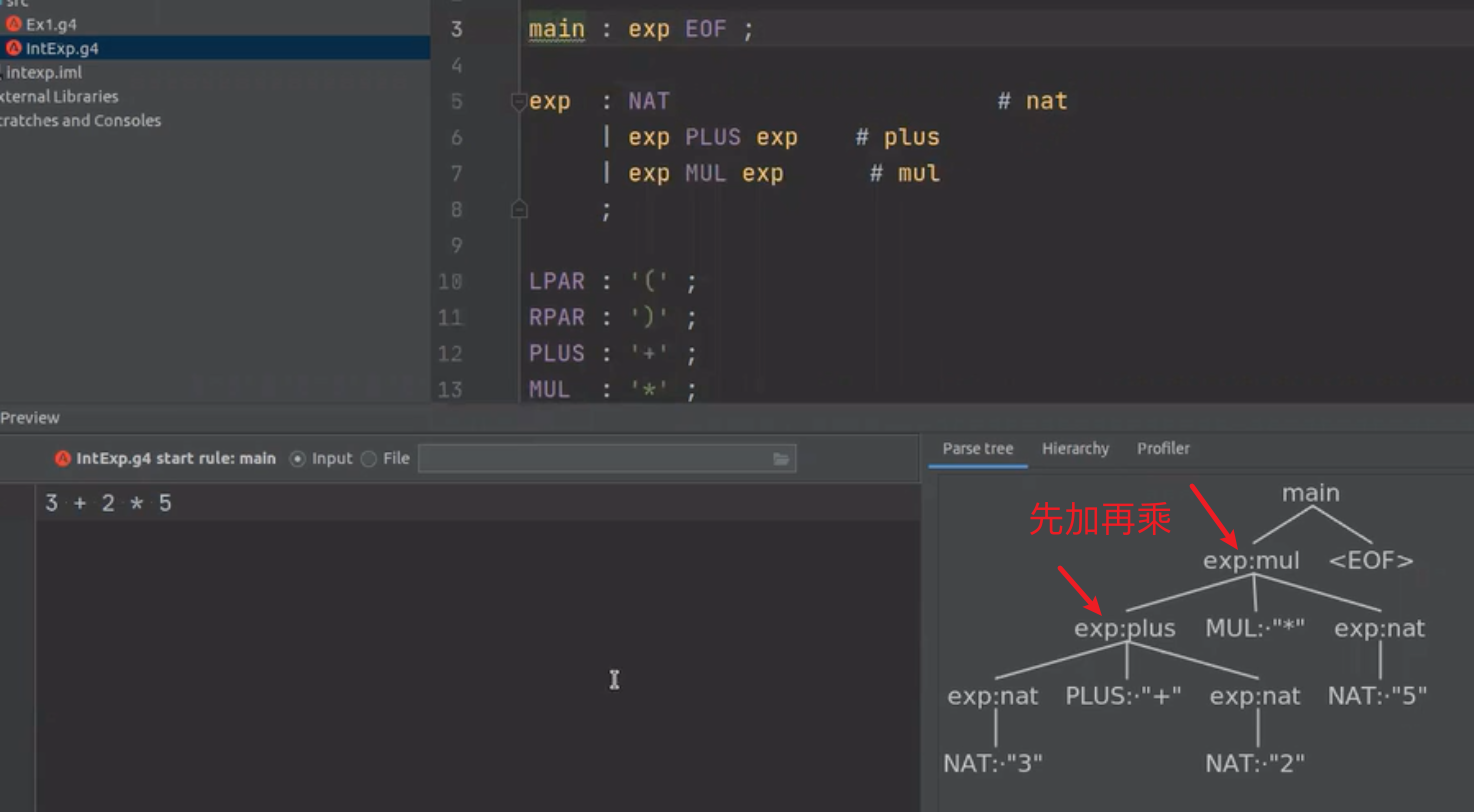 src
Ex1.g4
IntExp.g4
intexp.iml
xternal Libraries
cratches and Consoles
3 main : exp EOF ;
4
5 exp : NAT # nat
6 | exp PLUS exp # plus
7 | exp MUL exp # mul
8 ;
9
10 LPAR : '(' ;
11 RPAR : ')' ;
12 PLUS : '+' ;
13 MUL : '*' ;
Preview
IntExp.g4 start rule: main Input File
3 + 2 * 5
Parse tree Hierarchy Profiler
先加再乘
main
exp:mul <EOF>
exp:plus MUL:·"*" exp:nat
exp:nat PLUS:·"+" exp:nat NAT:·"5"
NAT:·"3" NAT:·"2"